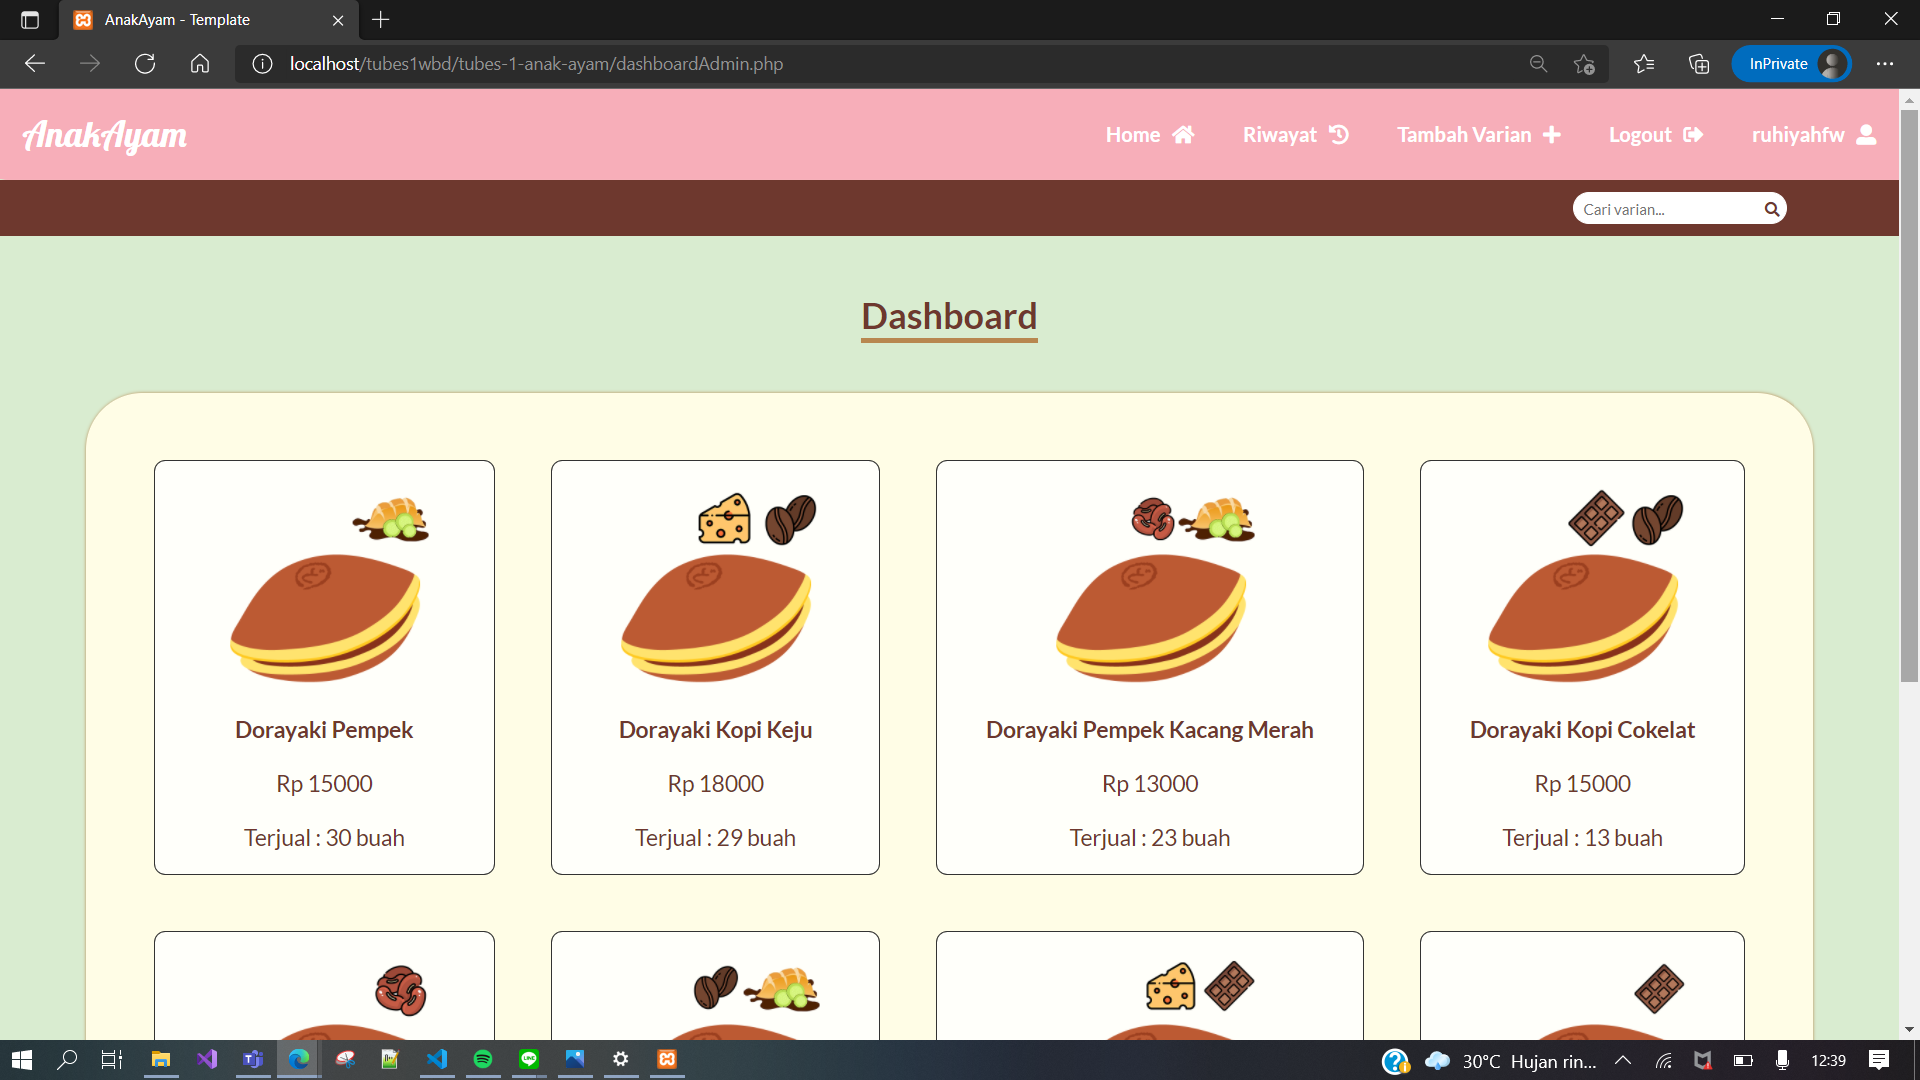 AnakAyam - Template
localhost/tubes1wbd/tubes-1-anak-ayam/dashboardAdmin.php
InPrivate
AnakAyam
Home
Riwayat
Tambah Varian
Logout
ruhiyahfw
Cari varian...
Dashboard
Dorayaki Pempek
Rp 15000
Terjual : 30 buah
Dorayaki Kopi Keju
Rp 18000
Terjual : 29 buah
Dorayaki Pempek Kacang Merah
Rp 13000
Terjual : 23 buah
Dorayaki Kopi Cokelat
Rp 15000
Terjual : 13 buah
30°C Hujan rin...
12:39